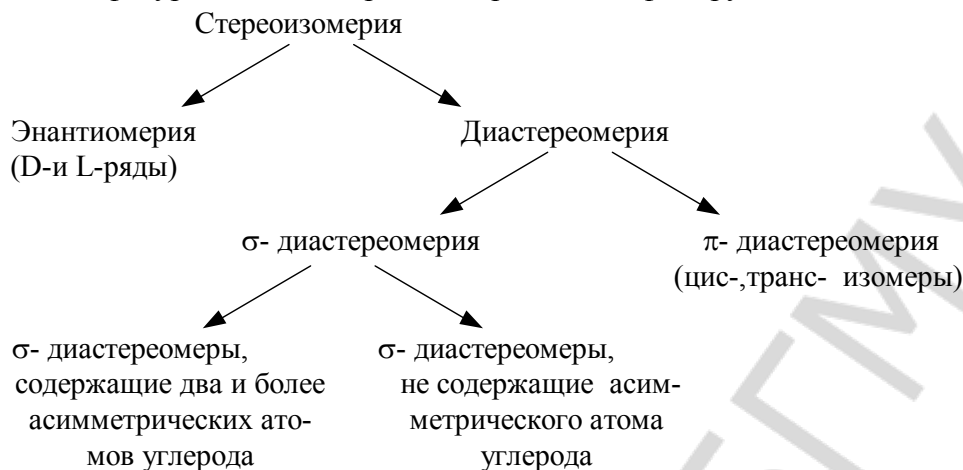 Стереоизомерия
Энантиомерия
(D-и L-ряды)
Диастереомерия
σ- диастереомерия
π- диастереомерия
(цис-,транс- изомеры)
σ- диастереомеры,
содержащие два и более
асимметрических ато-
мов углерода
σ- диастереомеры,
не содержащие асим-
метрического атома
углерода